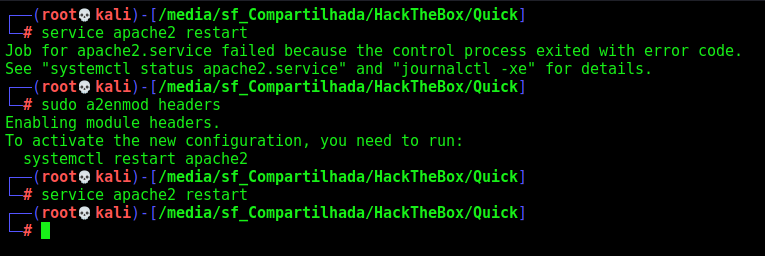 ┌──(root💀kali)-[/media/sf_Compartilhada/HackTheBox/Quick]
└─# service apache2 restart
Job for apache2.service failed because the control process exited with error code.
See "systemctl status apache2.service" and "journalctl -xe" for details.
┌──(root💀kali)-[/media/sf_Compartilhada/HackTheBox/Quick]
└─# sudo a2enmod headers
Enabling module headers.
To activate the new configuration, you need to run:
  systemctl restart apache2
┌──(root💀kali)-[/media/sf_Compartilhada/HackTheBox/Quick]
└─# service apache2 restart
┌──(root💀kali)-[/media/sf_Compartilhada/HackTheBox/Quick]
└─#